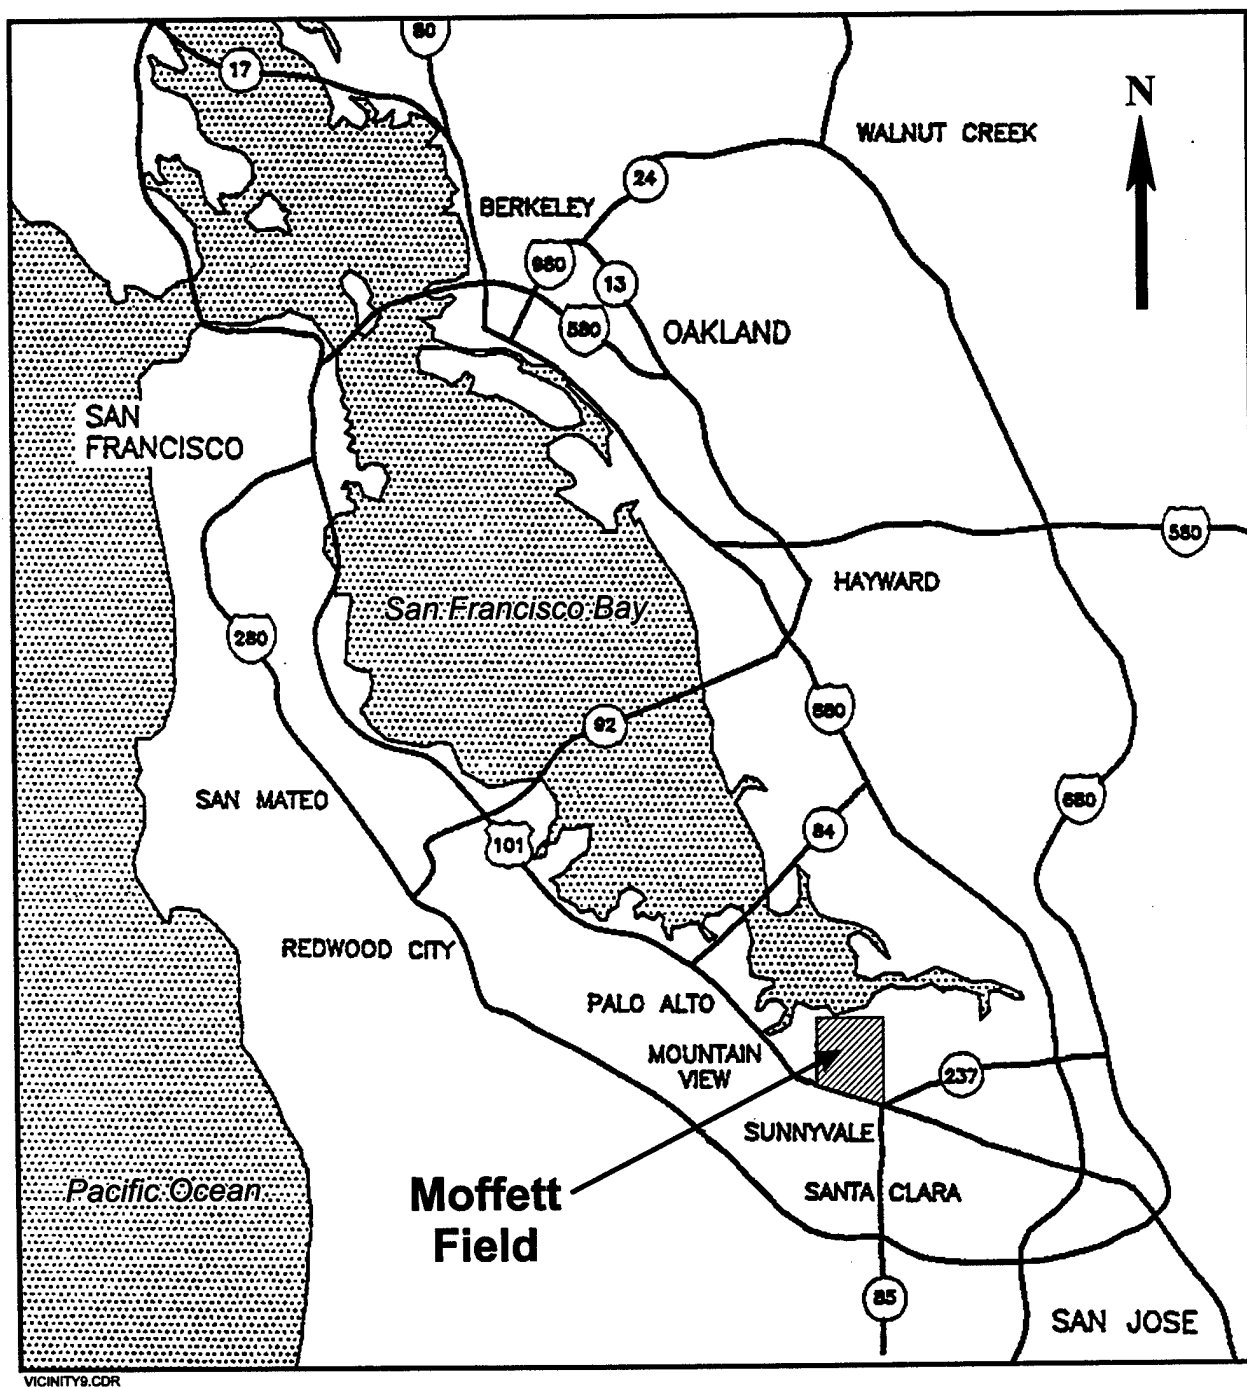 80
17
N
WALNUT CREEK
24
BERKELEY
980
13
580
OAKLAND
SAN
FRANCISCO
580
HAYWARD
San Francisco Bay
280
880
92
SAN MATEO
680
84
101
REDWOOD CITY
PALO ALTO
MOUNTAIN
VIEW
237
SUNNYVALE
Pacific Ocean
Moffett
Field
SANTA CLARA
85
SAN JOSE
VICINITY9.CDR